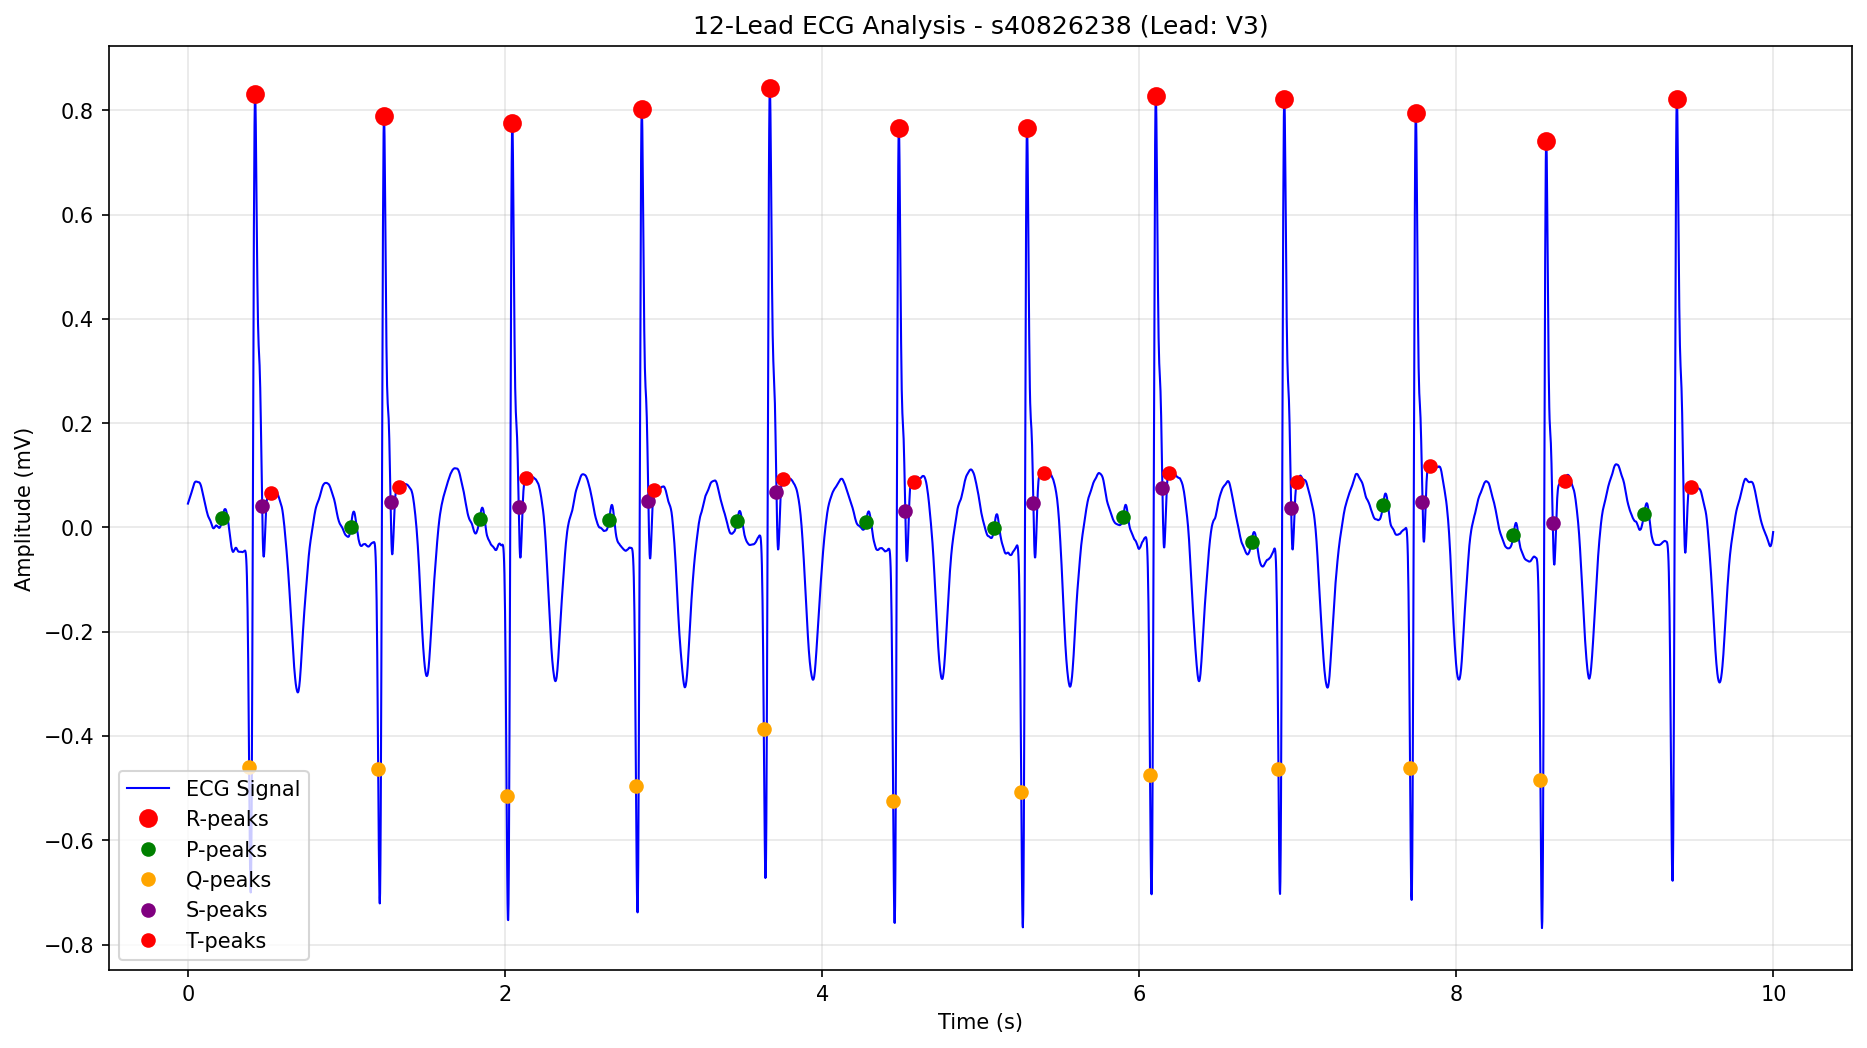 12-Lead ECG Analysis - s40826238 (Lead: V3)
Amplitude (mV)
0.8
0.6
0.4
0.2
0.0
−0.2
−0.4
−0.6
−0.8
ECG Signal
R-peaks
P-peaks
Q-peaks
S-peaks
T-peaks
0 2 4 6 8 10
Time (s)